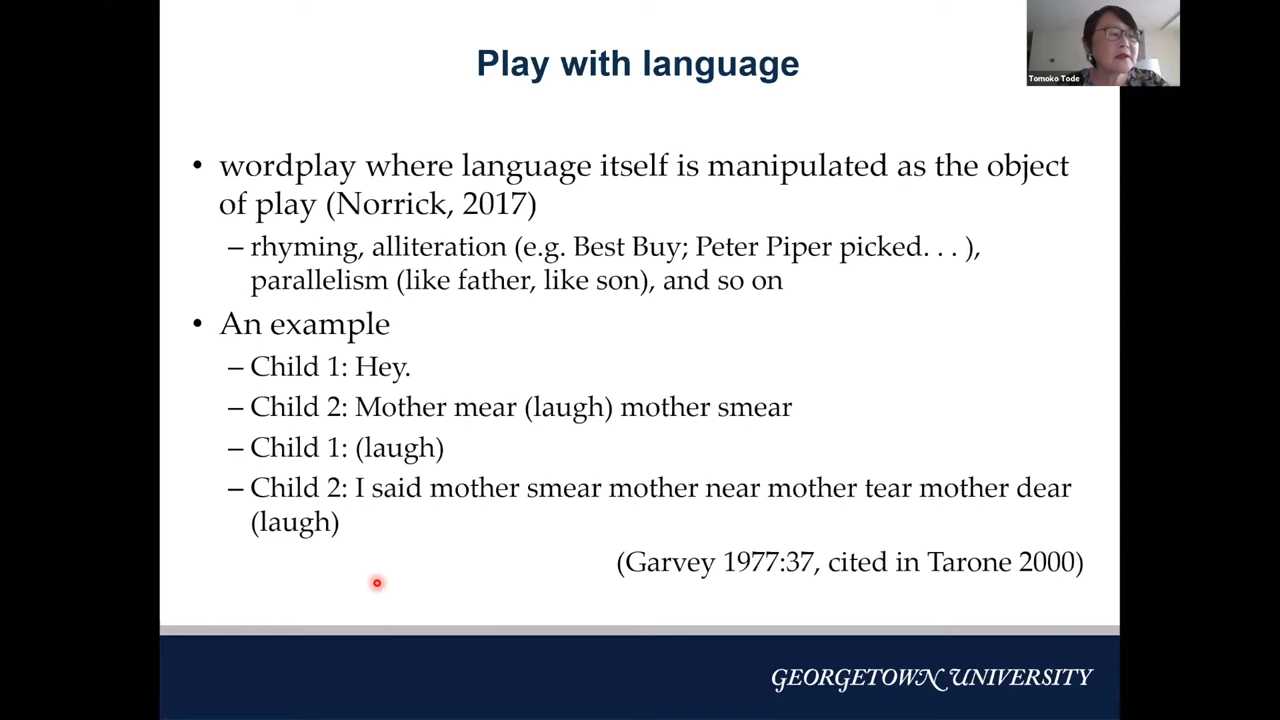 Play with language
Tomoko Tode
• wordplay where language itself is manipulated as the object
of play (Norrick, 2017)
– rhyming, alliteration (e.g. Best Buy; Peter Piper picked. . . ),
parallelism (like father, like son), and so on
• An example
– Child 1: Hey.
– Child 2: Mother mear (laugh) mother smear
– Child 1: (laugh)
– Child 2: I said mother smear mother near mother tear mother dear
(laugh)
(Garvey 1977:37, cited in Tarone 2000)
GEORGETOWN UNIVERSITY